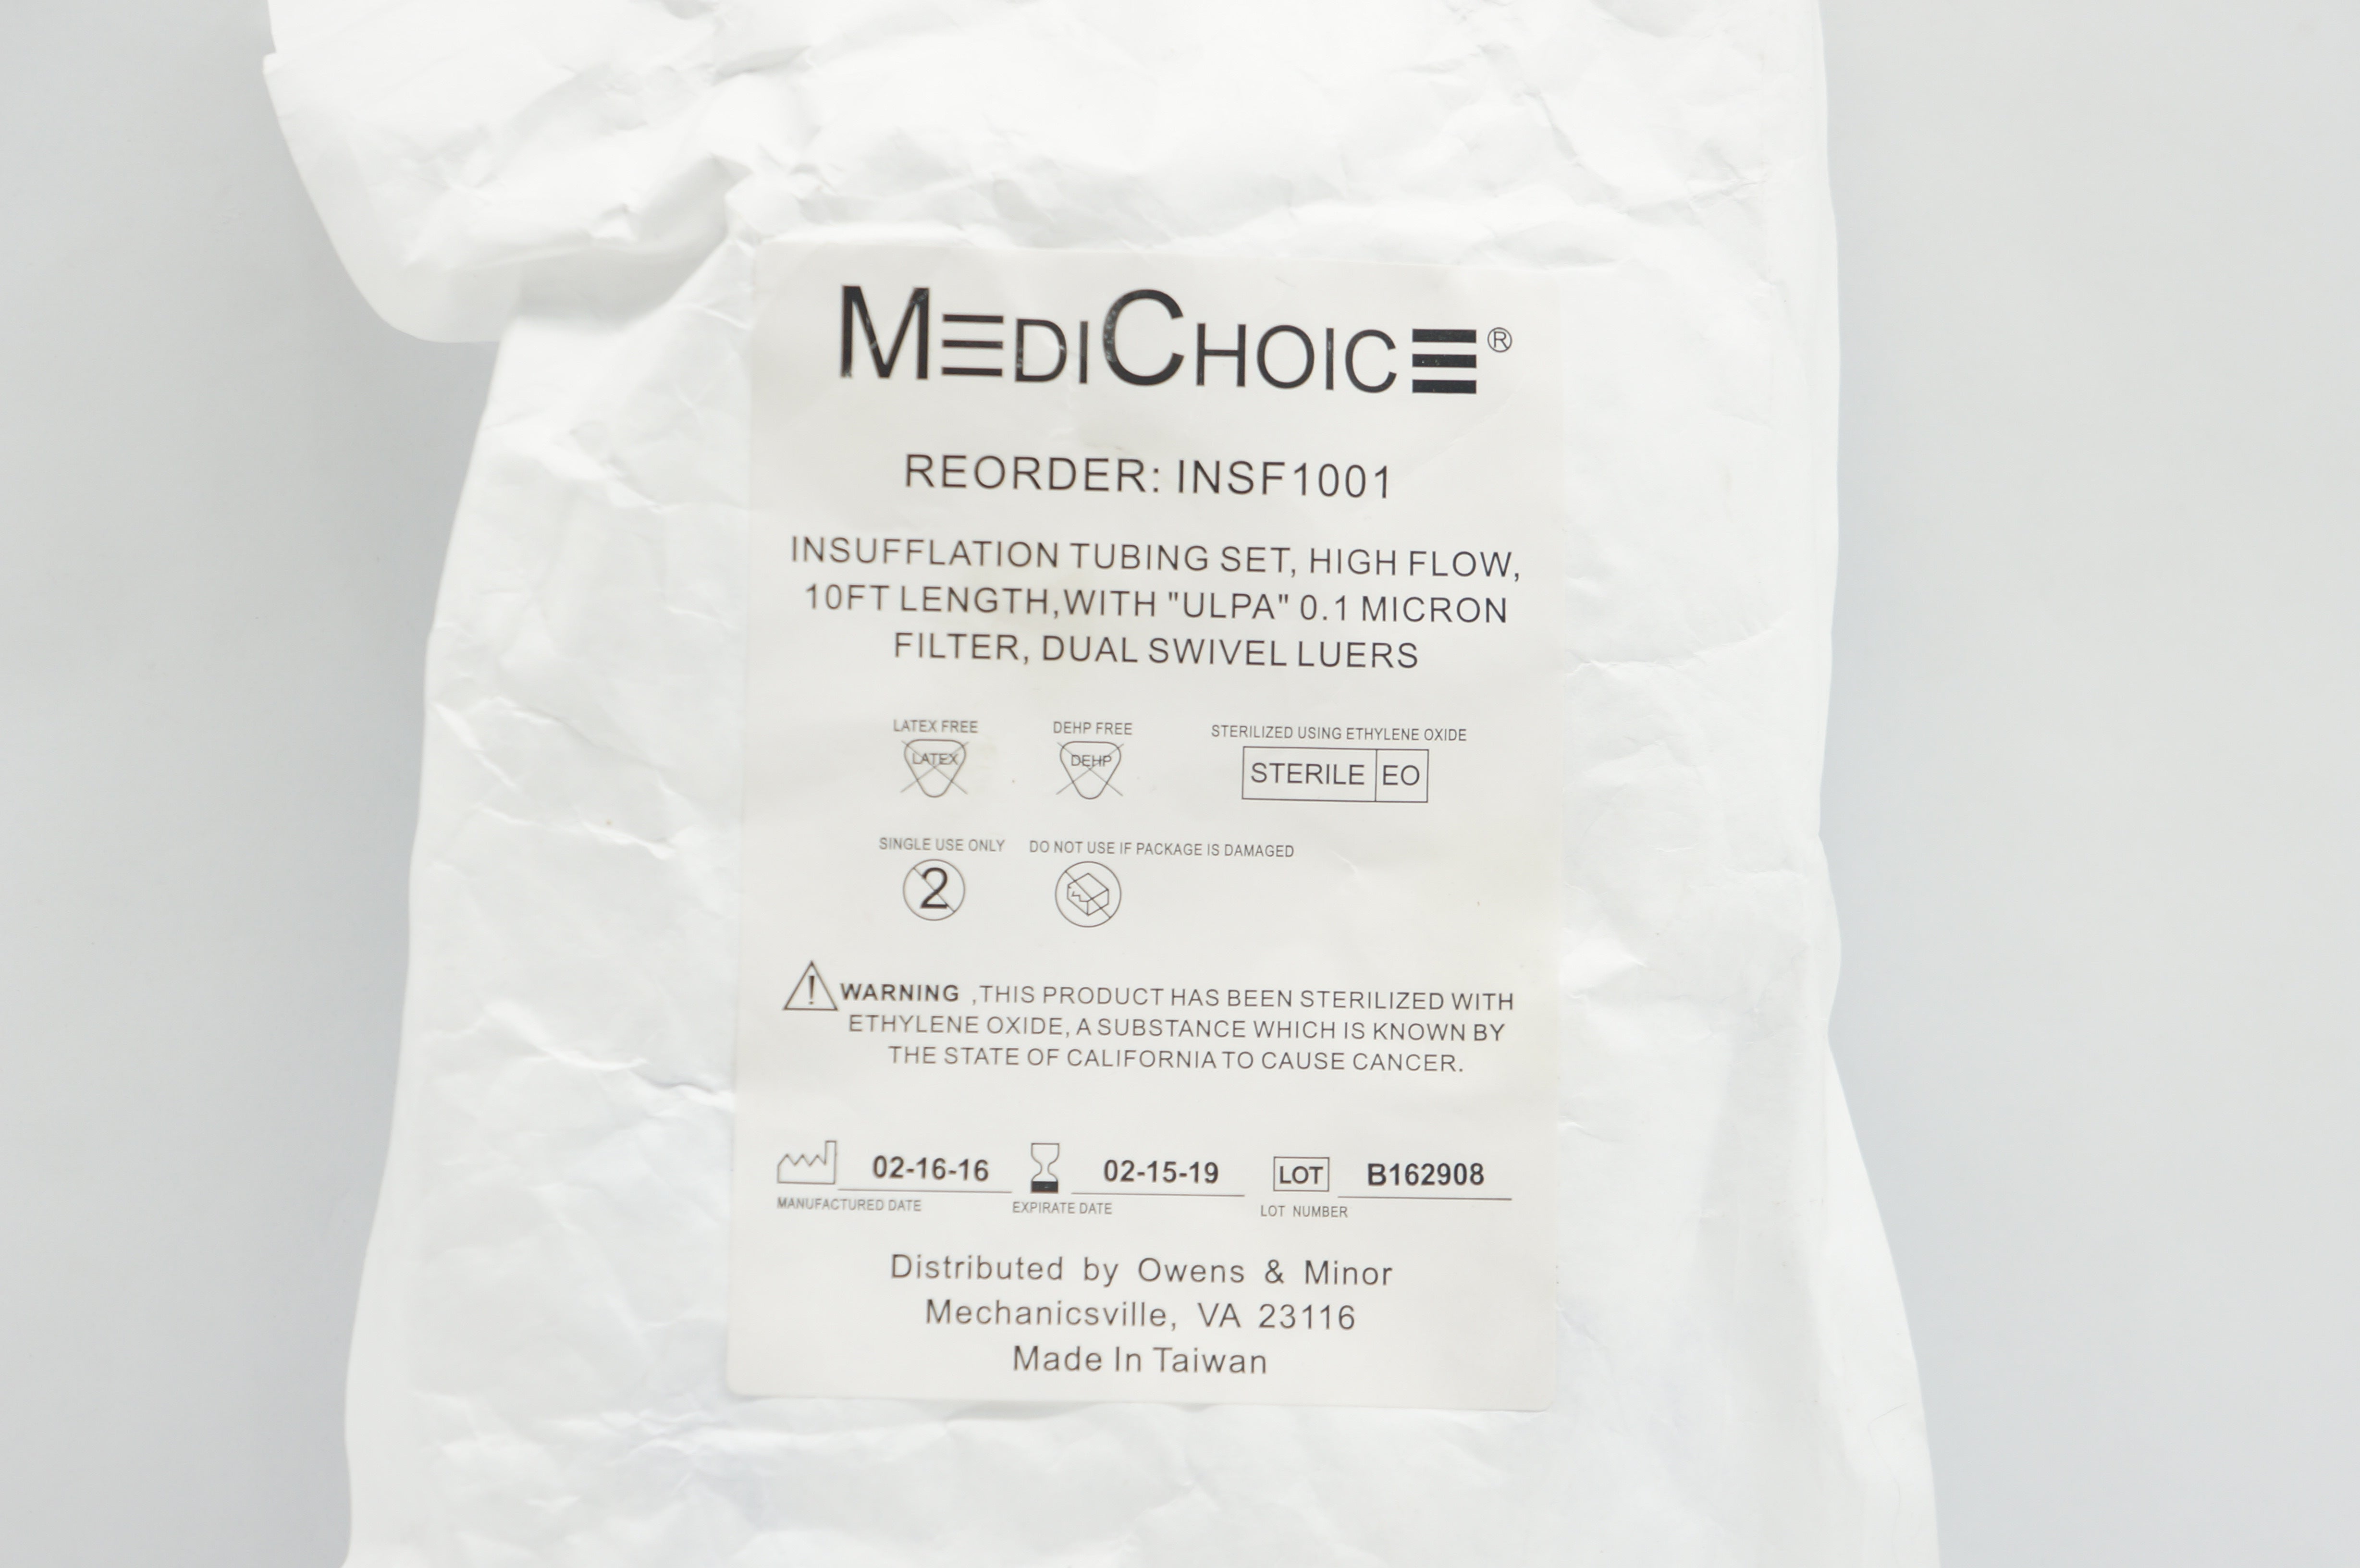 MEDICHOICE®
REORDER: INSF1001
INSUFFLATION TUBING SET, HIGH FLOW,
10FT LENGTH,WITH "ULPA" 0.1 MICRON
FILTER, DUAL SWIVEL LUERS
LATEX FREE DEHP FREE STERILIZED USING ETHYLENE OXIDE
LATEX DEHP STERILE EO
SINGLE USE ONLY DO NOT USE IF PACKAGE IS DAMAGED
2
WARNING ,THIS PRODUCT HAS BEEN STERILIZED WITH
ETHYLENE OXIDE, A SUBSTANCE WHICH IS KNOWN BY
THE STATE OF CALIFORNIA TO CAUSE CANCER.
02-16-16 02-15-19 LOT B162908
MANUFACTURED DATE EXPIRATE DATE LOT NUMBER
Distributed by Owens & Minor
Mechanicsville, VA 23116
Made In Taiwan